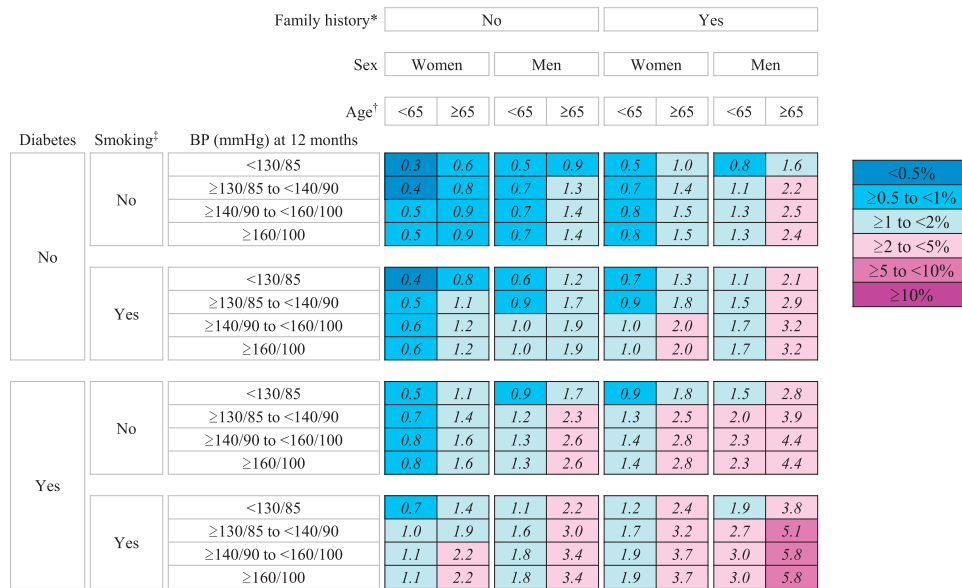 Family history* No Yes
Sex Women Men Women Men
Age† <65 ≥65 <65 ≥65 <65 ≥65 <65 ≥65
Diabetes Smoking‡ BP (mmHg) at 12 months
No No <130/85 0.3 0.6 0.5 0.9 0.5 1.0 0.8 1.6
≥130/85 to <140/90 0.4 0.8 0.7 1.3 0.7 1.4 1.1 2.2
≥140/90 to <160/100 0.5 0.9 0.7 1.4 0.8 1.5 1.3 2.5
≥160/100 0.5 0.9 0.7 1.4 0.8 1.5 1.3 2.4
Yes <130/85 0.4 0.8 0.6 1.2 0.7 1.3 1.1 2.1
≥130/85 to <140/90 0.5 1.1 0.9 1.7 0.9 1.8 1.5 2.9
≥140/90 to <160/100 0.6 1.2 1.0 1.9 1.0 2.0 1.7 3.2
≥160/100 0.6 1.2 1.0 1.9 1.0 2.0 1.7 3.2
Yes No <130/85 0.5 1.1 0.9 1.7 0.9 1.8 1.5 2.8
≥130/85 to <140/90 0.7 1.4 1.2 2.3 1.3 2.5 2.0 3.9
≥140/90 to <160/100 0.8 1.6 1.3 2.6 1.4 2.8 2.3 4.4
≥160/100 0.8 1.6 1.3 2.6 1.4 2.8 2.3 4.4
Yes <130/85 0.7 1.4 1.1 2.2 1.2 2.4 1.9 3.8
≥130/85 to <140/90 1.0 1.9 1.6 3.0 1.7 3.2 2.7 5.1
≥140/90 to <160/100 1.1 2.2 1.8 3.4 1.9 3.7 3.0 5.8
≥160/100 1.1 2.2 1.8 3.4 1.9 3.7 3.0 5.8
<0.5%
≥0.5 to <1%
≥1 to <2%
≥2 to <5%
≥5 to <10%
≥10%